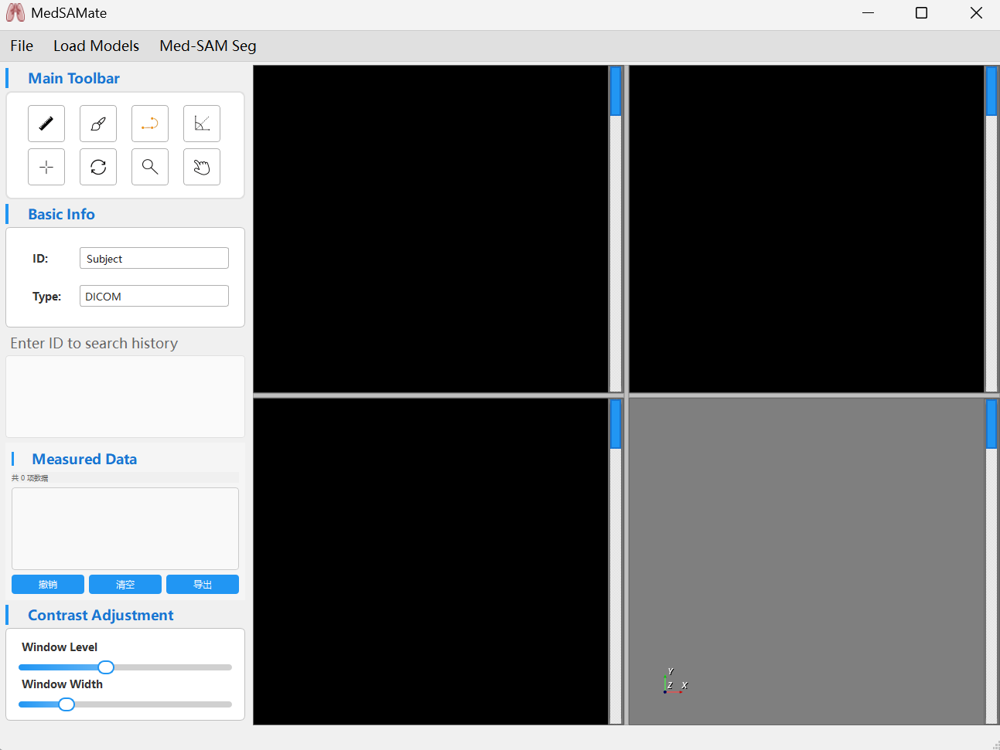 MedSAMate
File Load Models Med-SAM Seg
Main Toolbar
Basic Info
ID: Subject
Type: DICOM
Enter ID to search history
Measured Data
共 0 项数据
撤销 清空 导出
Contrast Adjustment
Window Level
Window Width
Y
Z X